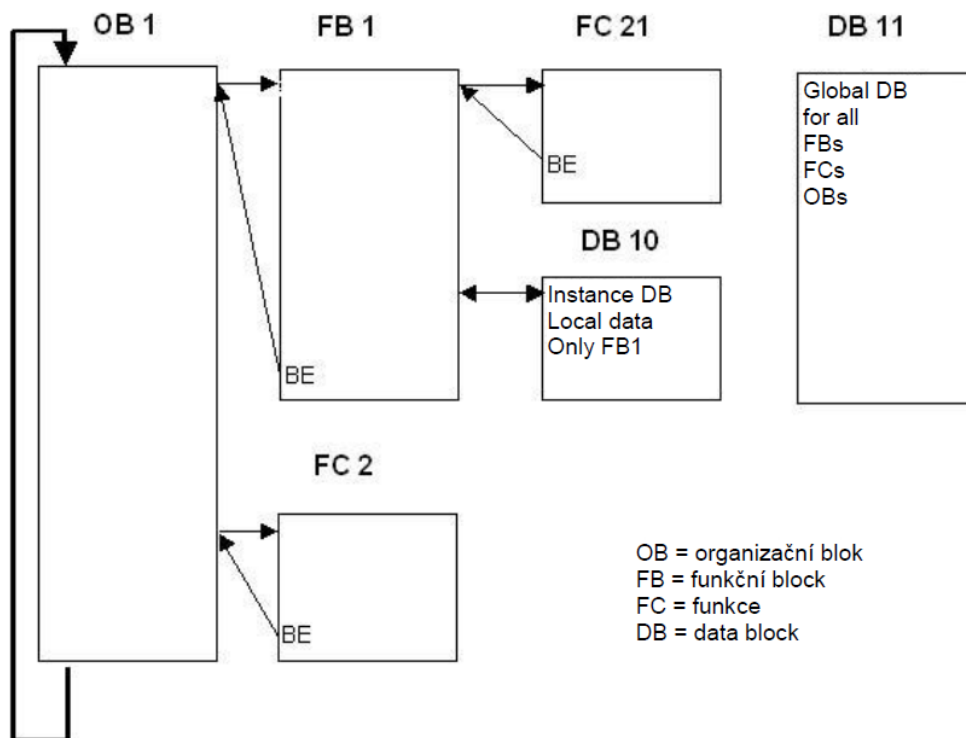 OB 1
FB 1
FC 21
DB 11
Global DB
for all
FBs
FCs
OBs
BE
DB 10
Instance DB
Local data
Only FB1
BE
FC 2
BE
OB = organizační blok
FB = funkční block
FC = funkce
DB = data block